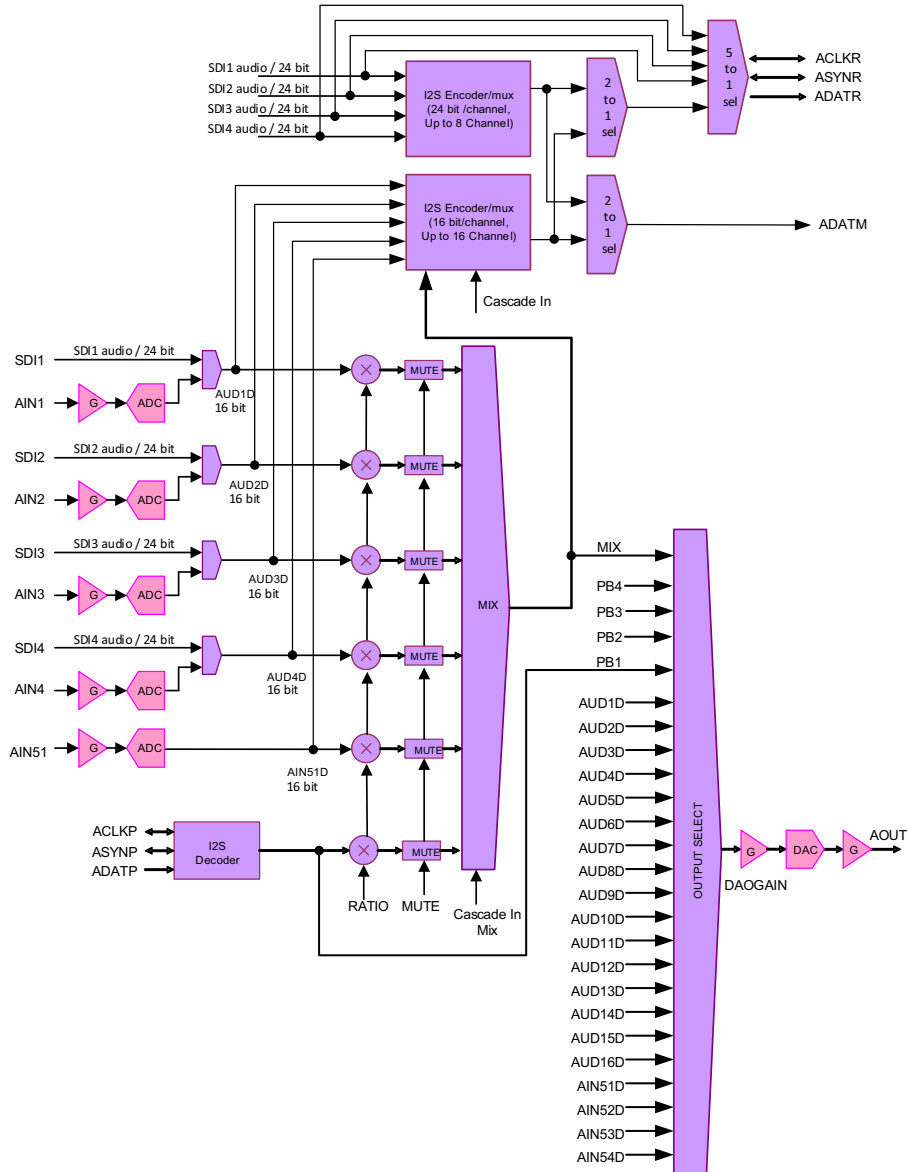 SDI1 audio / 24 bit
SDI2 audio / 24 bit
SDI3 audio / 24 bit
SDI4 audio / 24 bit
I2S Encoder/mux
(24 bit /channel,
Up to 8 Channel)
2
to
1
sel
5
to
1
sel
ACLKR
ASYNR
ADATR
I2S Encoder/mux
(16 bit/channel,
Up to 16 Channel)
2
to
1
sel
ADATM
Cascade In
SDI1
SDI1 audio / 24 bit
AIN1
G
ADC
AUD1D
16 bit
MUTE
SDI2
SDI2 audio / 24 bit
AIN2
G
ADC
AUD2D
16 bit
MUTE
SDI3
SDI3 audio / 24 bit
AIN3
G
ADC
AUD3D
16 bit
MUTE
SDI4
SDI4 audio / 24 bit
AIN4
G
ADC
AUD4D
16 bit
MUTE
AIN51
G
ADC
AIN51D
16 bit
MUTE
ACLKP
ASYNP
ADATP
I2S
Decoder
MUTE
RATIO
MUTE
Cascade In
Mix
MIX
MIX
PB4
PB3
PB2
PB1
AUD1D
AUD2D
AUD3D
AUD4D
AUD5D
AUD6D
AUD7D
AUD8D
AUD9D
AUD10D
AUD11D
AUD12D
AUD13D
AUD14D
AUD15D
AUD16D
AIN51D
AIN52D
AIN53D
AIN54D
OUTPUT SELECT
G
DAOGAIN
DAC
G
AOUT